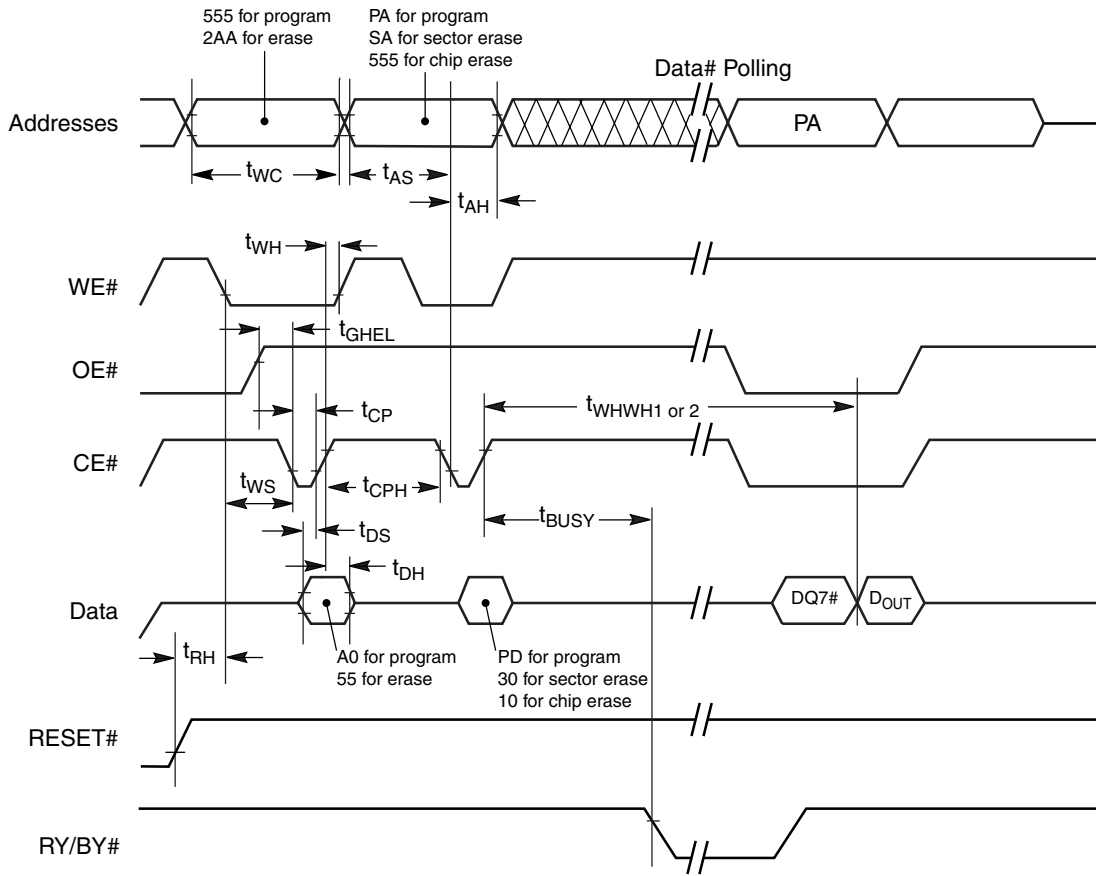 555 for program
2AA for erase
PA for program
SA for sector erase
555 for chip erase
Data# Polling
Addresses
PA
tWC
tAS
tAH
tWH
WE#
tGHEL
OE#
tCP
tWHWH1 or 2
CE#
tWS
tCPH
tBUSY
tDS
tDH
Data
DQ7#
DOUT
tRH
A0 for program
55 for erase
PD for program
30 for sector erase
10 for chip erase
RESET#
RY/BY#